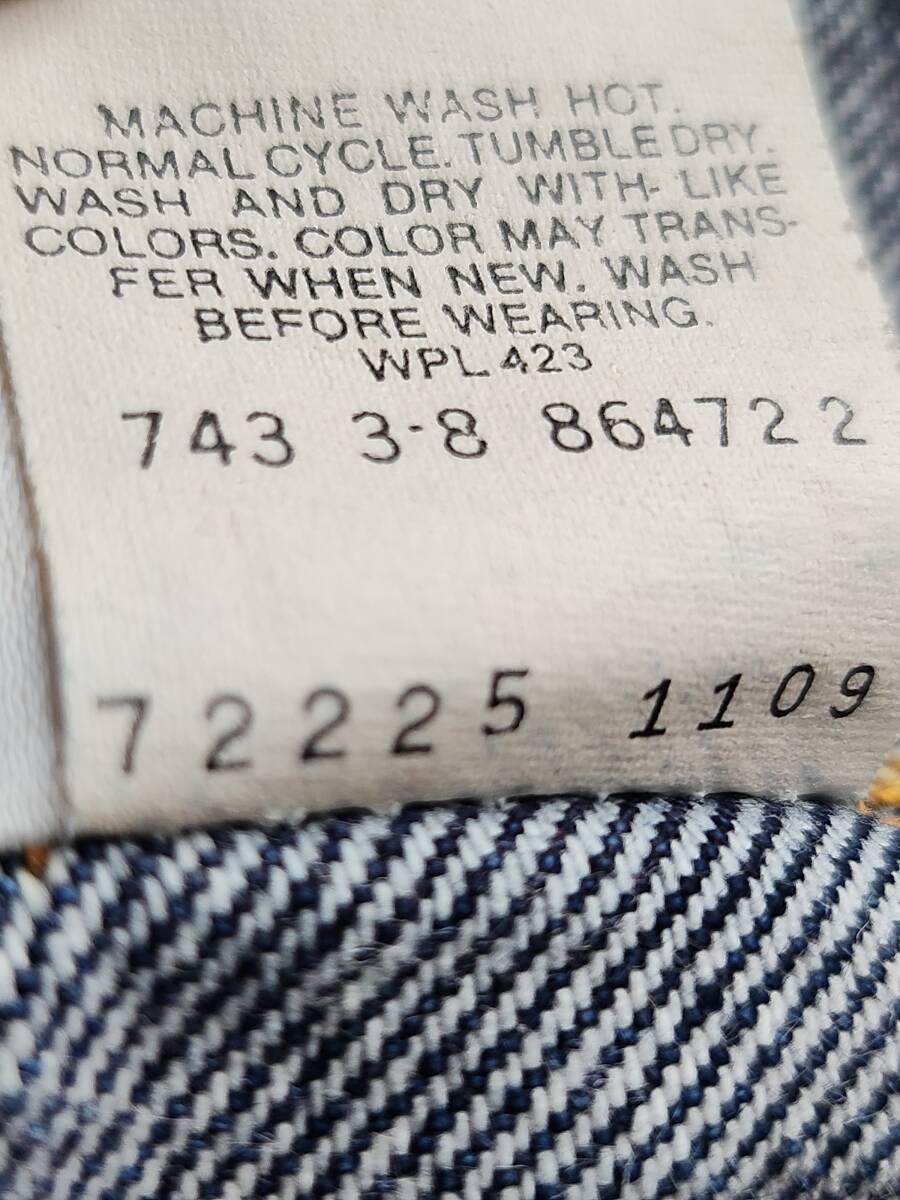 MACHINE WASH HOT.
NORMAL CYCLE. TUMBLE DRY.
WASH AND DRY WITH LIKE
COLORS. COLOR MAY TRANS-
FER WHEN NEW. WASH
BEFORE WEARING.
WPL 423
743 3-8 864722
72225 1109